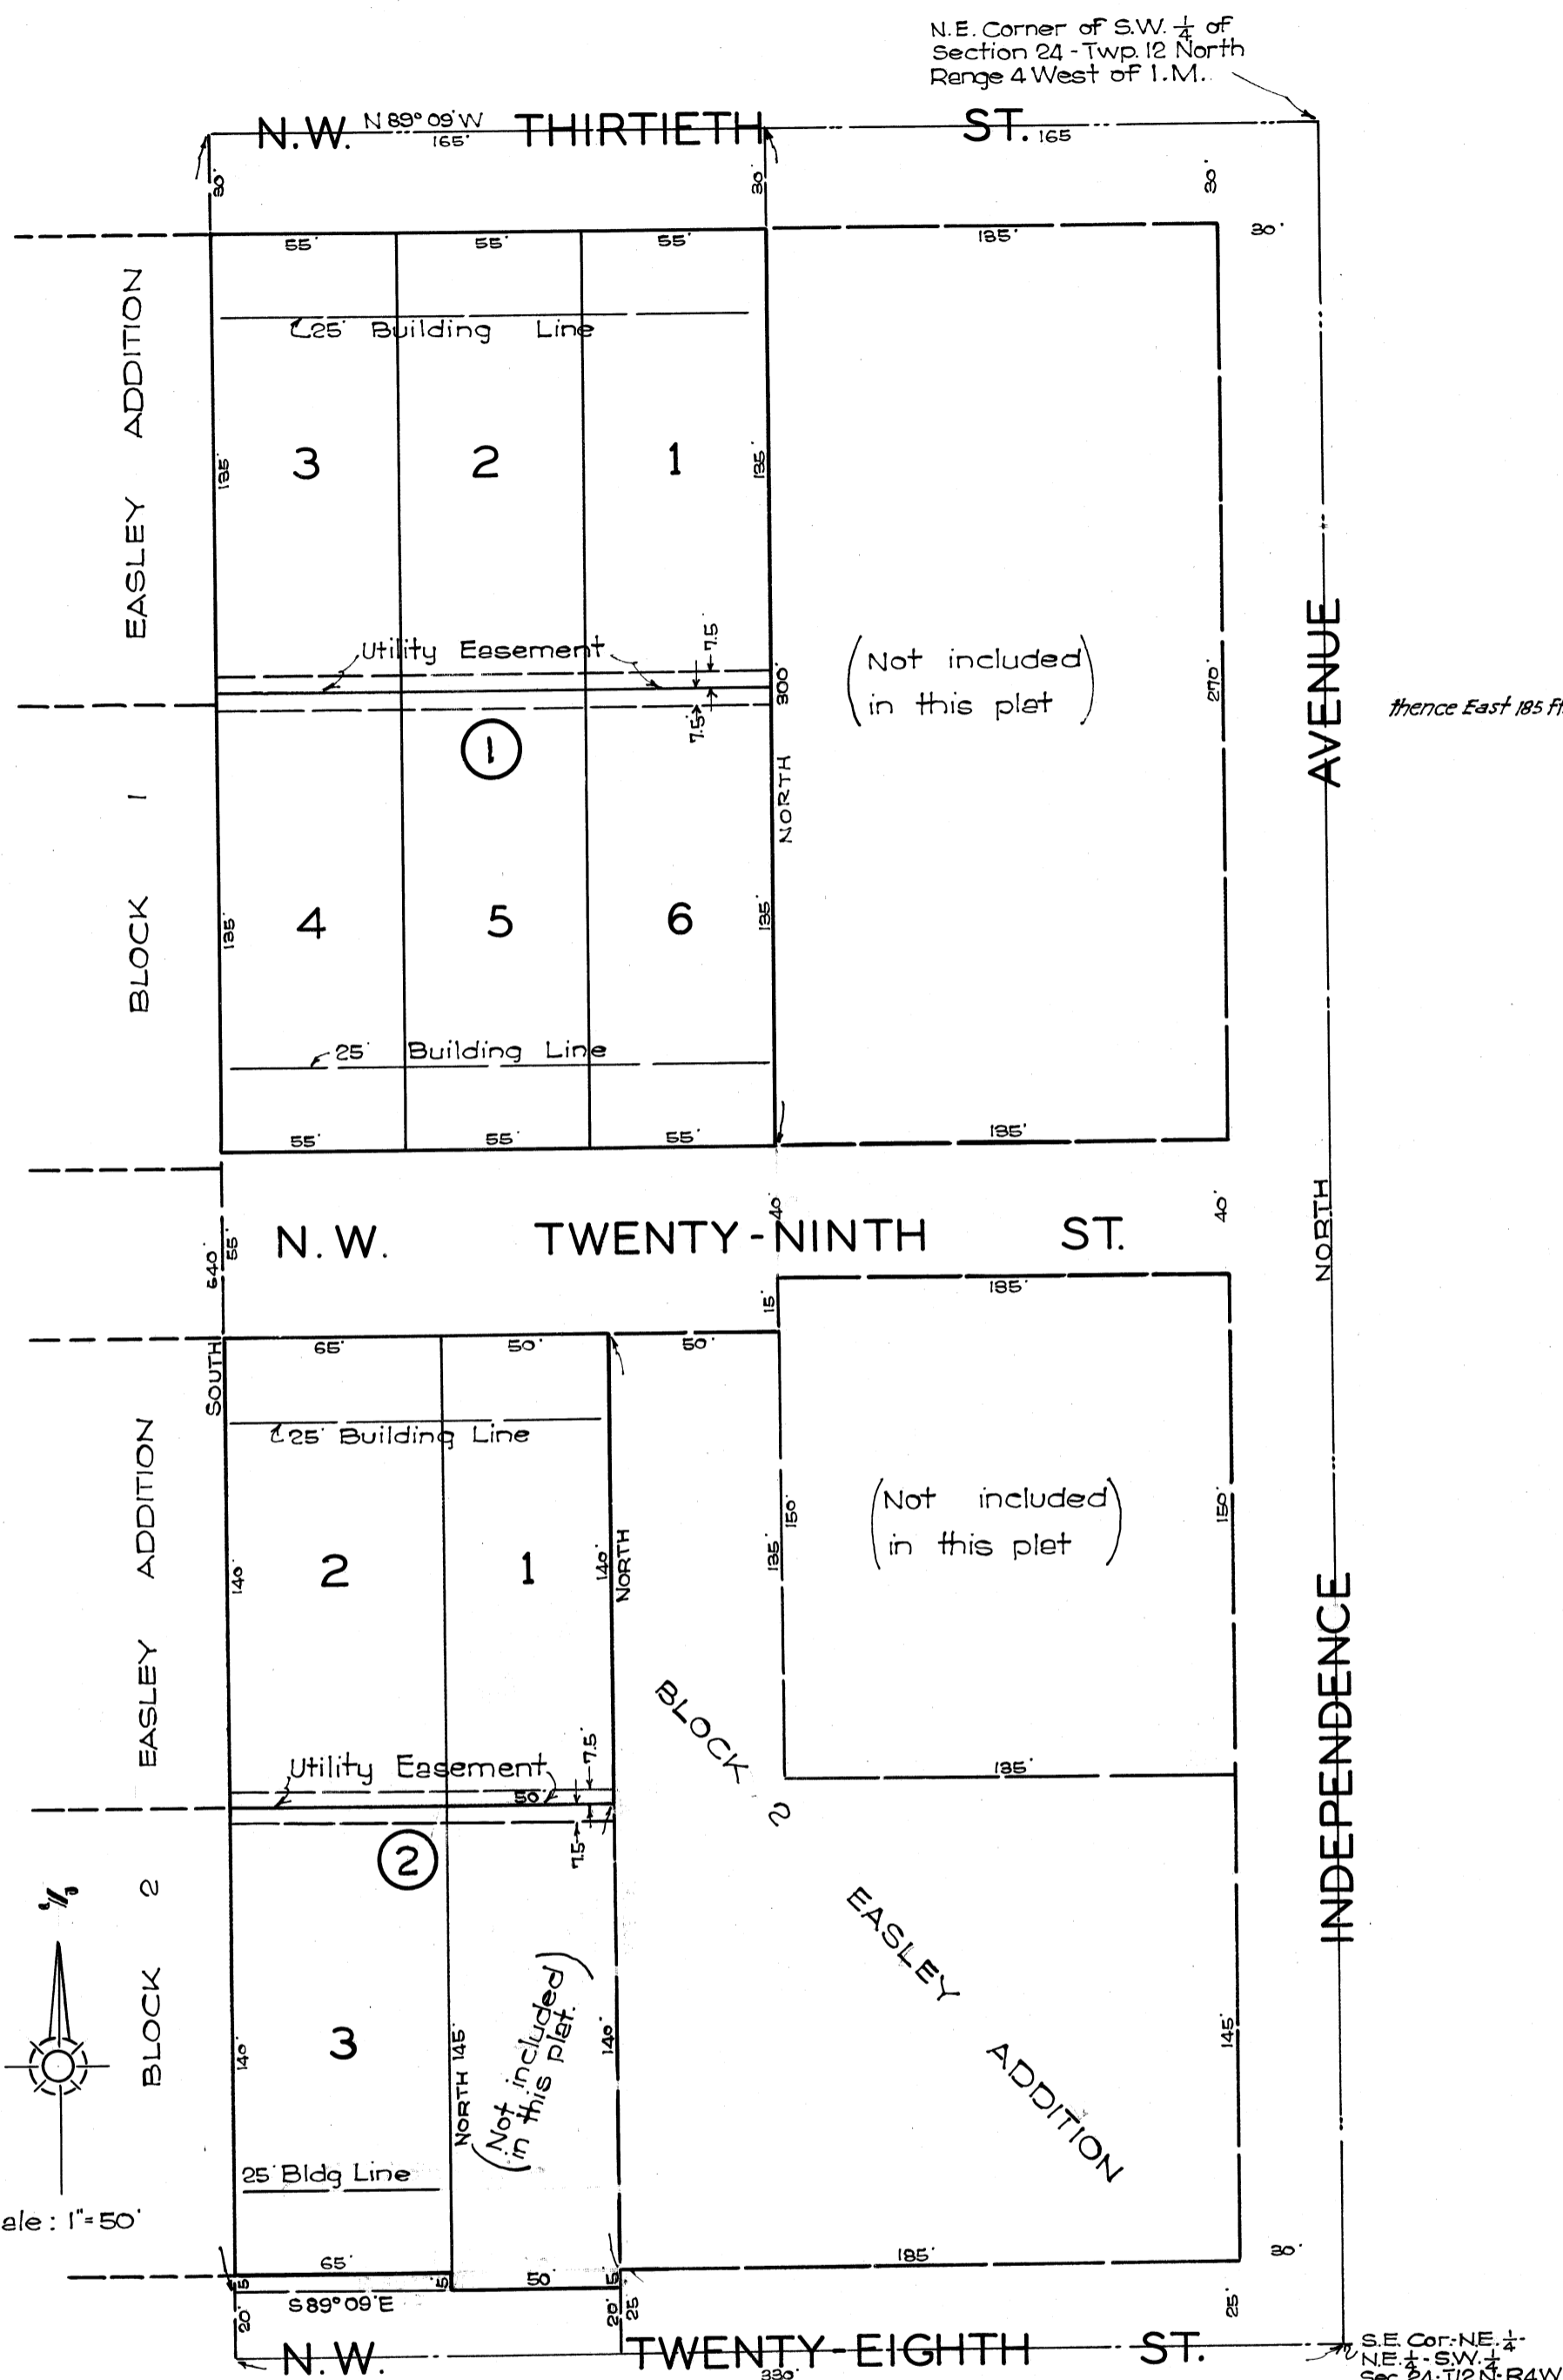 N.E. Corner of S.W. 1/4 of
Section 24 - Twp. 12 North
Range 4 West of I.M.
N.W. N 89° 09' W THIRTIETH ST.
165' 165
30' 30' 30'
55' 55' 55' 135' 30'
25' Building Line
EASLEY ADDITION
135' 3 2 1 135'
Utility Easement 7.5'
7.5'
300'
(Not included
in this plat)
270'
AVENUE
thence East 185 ft
1
NORTH
BLOCK 1
135' 4 5 6 135'
25' Building Line
55' 55' 55' 135'
640' 55' N.W. TWENTY-NINTH ST.
40' 40'
NORTH
15' 185'
SOUTH
65' 50' 50'
25' Building Line
EASLEY ADDITION
140' 2 1 140' NORTH
135' 150' 150'
(Not included
in this plat)
INDEPENDENCE
135'
Utility Easement 7.5'
50'
7.5'
2
BLOCK 2
BLOCK 2 EASLEY ADDITION
140' 3 NORTH 145' 140' 145'
(Not included
in this plat.)
25' Bldg Line
ale: 1"=50'
65' 50' 185' 30'
5 5' 5
S 89° 09' E
20' 20' 25' 25'
N.W. TWENTY-EIGHTH ST.
330'
S.E. Cor.-N.E. 1/4-
N.E. 1/4-S.W. 1/4
Sec. 24-T12N-R4W